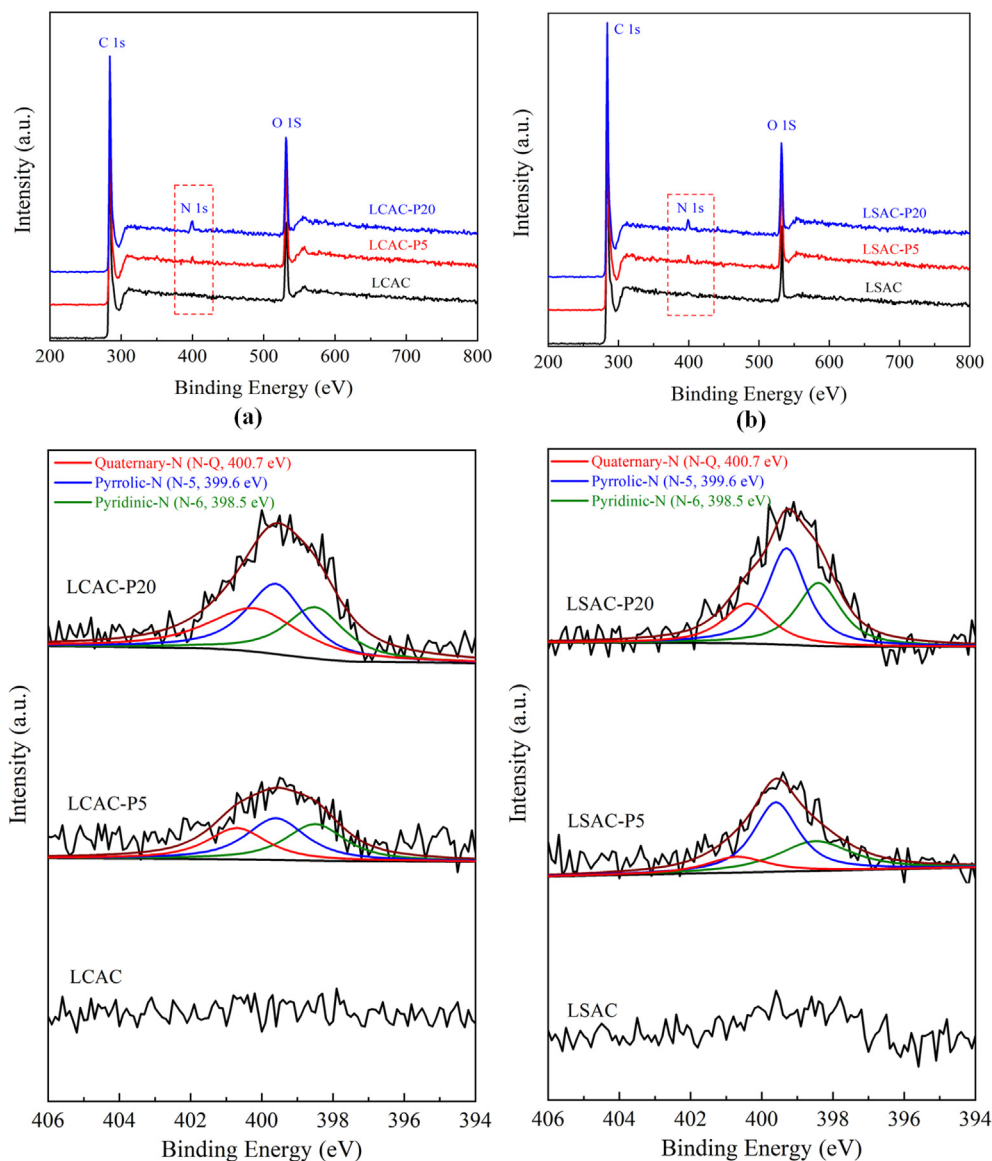 C 1s
O 1S
N 1s
LCAC-P20
LCAC-P5
LCAC
Intensity (a.u.)
200 300 400 500 600 700 800
Binding Energy (eV)
(a)
C 1s
O 1S
N 1s
LSAC-P20
LSAC-P5
LSAC
Intensity (a.u.)
200 300 400 500 600 700 800
Binding Energy (eV)
(b)
Quaternary-N (N-Q, 400.7 eV)
Pyrrolic-N (N-5, 399.6 eV)
Pyridinic-N (N-6, 398.5 eV)
LCAC-P20
LCAC-P5
LCAC
Intensity (a.u.)
406 404 402 400 398 396 394
Binding Energy (eV)
Quaternary-N (N-Q, 400.7 eV)
Pyrrolic-N (N-5, 399.6 eV)
Pyridinic-N (N-6, 398.5 eV)
LSAC-P20
LSAC-P5
LSAC
Intensity (a.u.)
406 404 402 400 398 396 394
Binding Energy (eV)